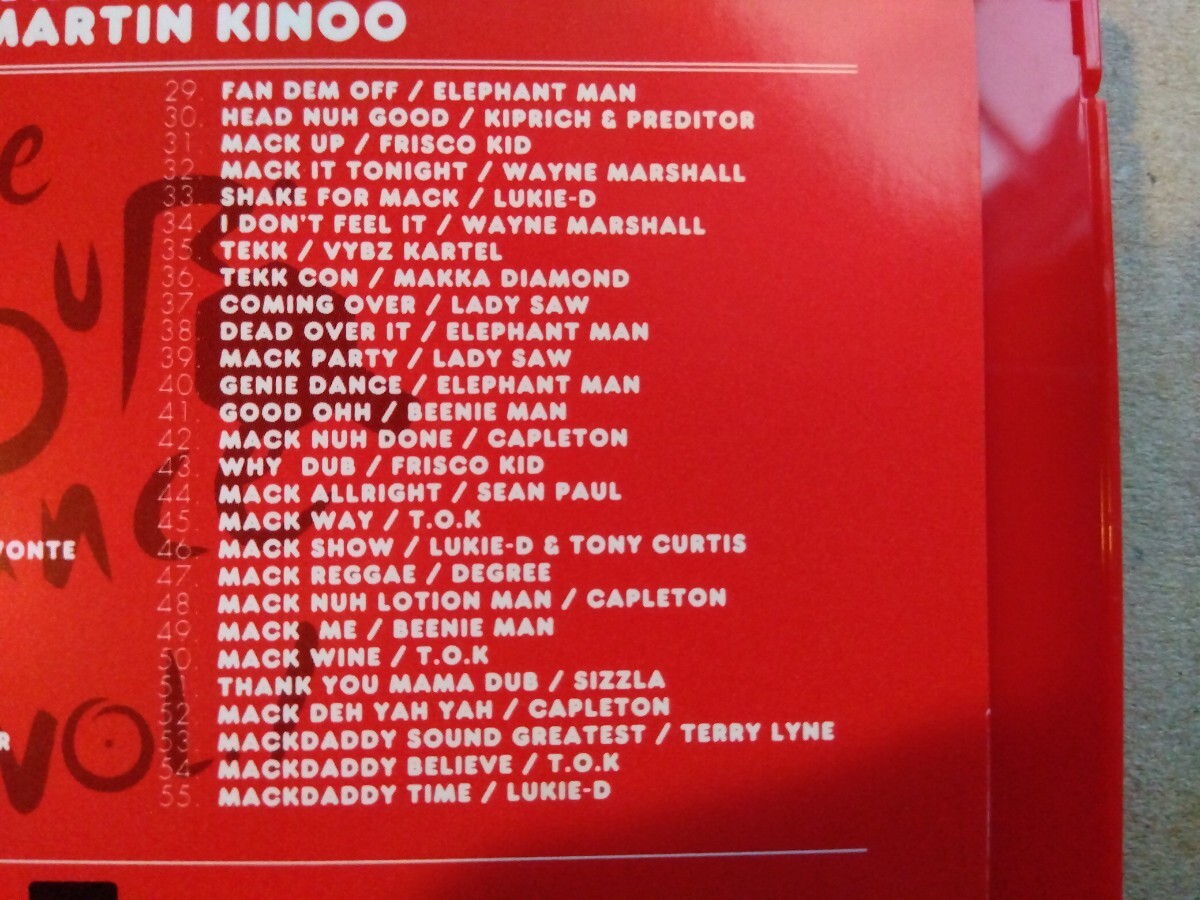 MARTIN KINOO
29. FAN DEM OFF / ELEPHANT MAN
30. HEAD NUH GOOD / KIPRICH & PREDITOR
31. MACK UP / FRISCO KID
32. MACK IT TONIGHT / WAYNE MARSHALL
33. SHAKE FOR MACK / LUKIE-D
34. I DON'T FEEL IT / WAYNE MARSHALL
35. TEKK / VYBZ KARTEL
36. TEKK CON / MAKKA DIAMOND
37. COMING OVER / LADY SAW
38. DEAD OVER IT / ELEPHANT MAN
39. MACK PARTY / LADY SAW
40. GENIE DANCE / ELEPHANT MAN
41. GOOD OHH / BEENIE MAN
42. MACK NUH DONE / CAPLETON
43. WHY DUB / FRISCO KID
44. MACK ALLRIGHT / SEAN PAUL
45. MACK WAY / T.O.K
VONTE
46. MACK SHOW / LUKIE-D & TONY CURTIS
47. MACK REGGAE / DEGREE
48. MACK NUH LOTION MAN / CAPLETON
49. MACK ME / BEENIE MAN
50. MACK WINE / T.O.K
51. THANK YOU MAMA DUB / SIZZLA
52. MACK DEH YAH YAH / CAPLETON
R
53. MACKDADDY SOUND GREATEST / TERRY LYNE
54. MACKDADDY BELIEVE / T.O.K
55. MACKDADDY TIME / LUKIE-D